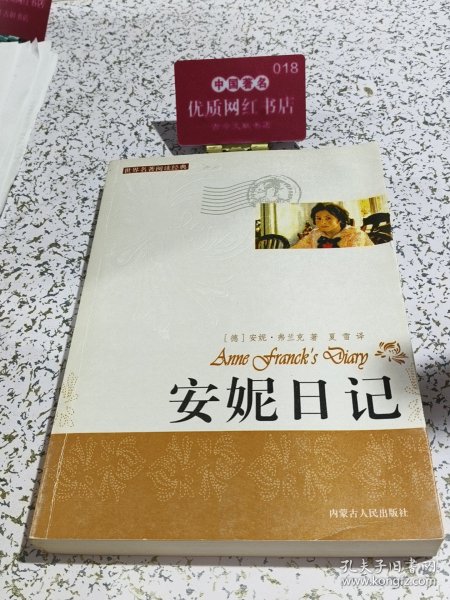 018
中国著名
优质网红书店
世界名著阅读经典
[德]安妮·弗兰克 著 夏雪 译
Anne Franck's Diary
安妮日记
内蒙古人民出版社
孔夫子旧书网
www.kongfz.com